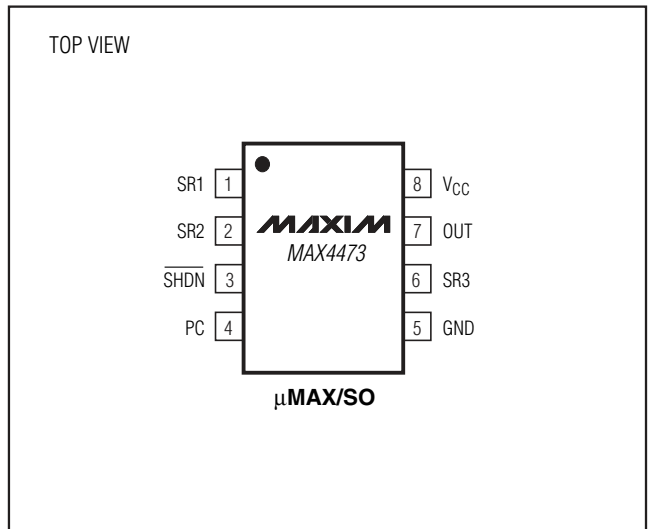 TOP VIEW
SR1 1
SR2 2
SHDN 3
PC 4
MAXIM
MAX4473
8 VCC
7 OUT
6 SR3
5 GND
μMAX/SO